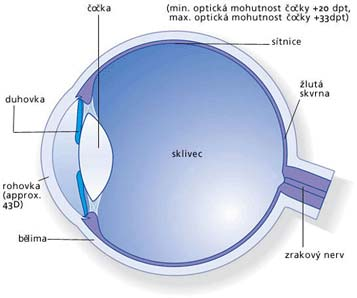 čočka
(min. optická mohutnost čočky +20 dpt,
max. optická mohutnost čočky +33dpt)
sítnice
žlutá
skvrna
duhovka
sklivec
rohovka
(approx.
43D)
bělima
zrakový nerv